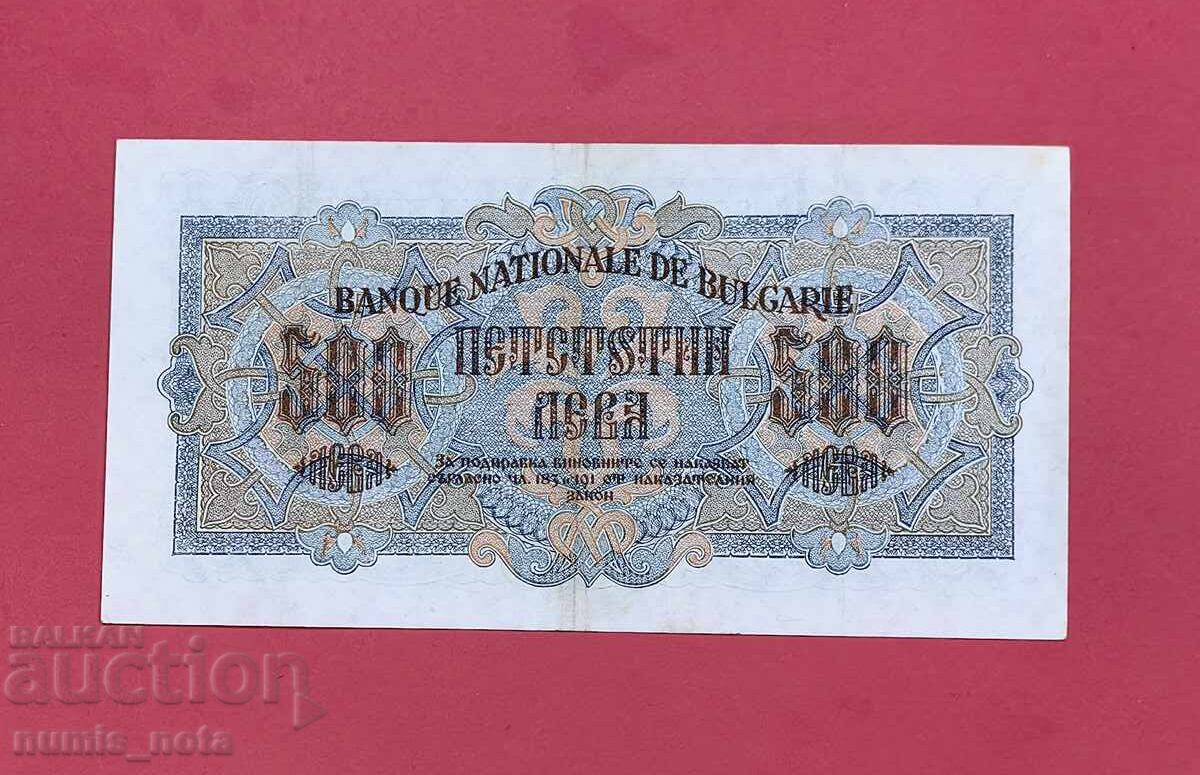 BANQUE NATIONALE DE BULGARIE
500 ПЕТСТОТИН 500
ЛЕВА
ЛЕВА ЛЕВА
За подправка виновните се наказват
съгласно чл. 183 и 191 от наказателния
закон
BALKAN
auction
numis_nota